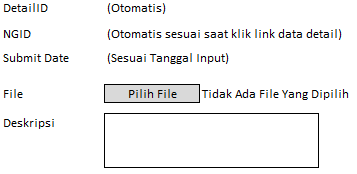 DetailID (Otomatis)
NGID (Otomatis sesuai saat klik link data detail)
Submit Date (Sesuai Tanggal Input)
File Pilih File Tidak Ada File Yang Dipilih
Deskripsi